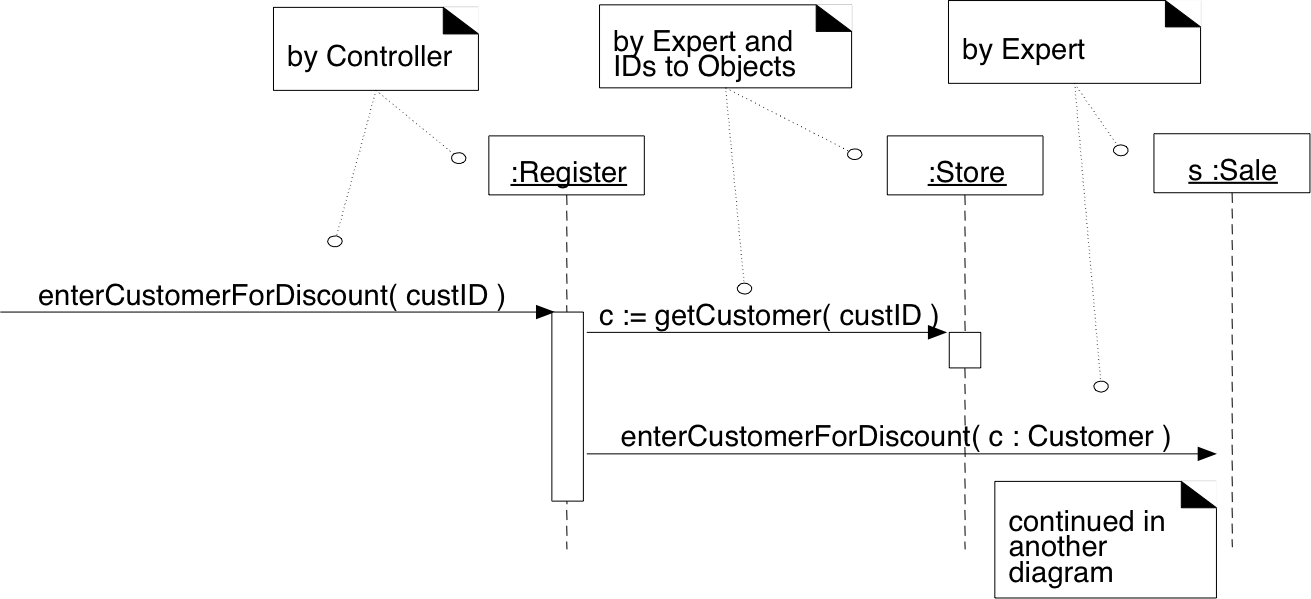 by Controller
by Expert and
IDs to Objects
by Expert
:Register
:Store
s :Sale
enterCustomerForDiscount( custID )
c := getCustomer( custID )
enterCustomerForDiscount( c : Customer )
continued in
another
diagram